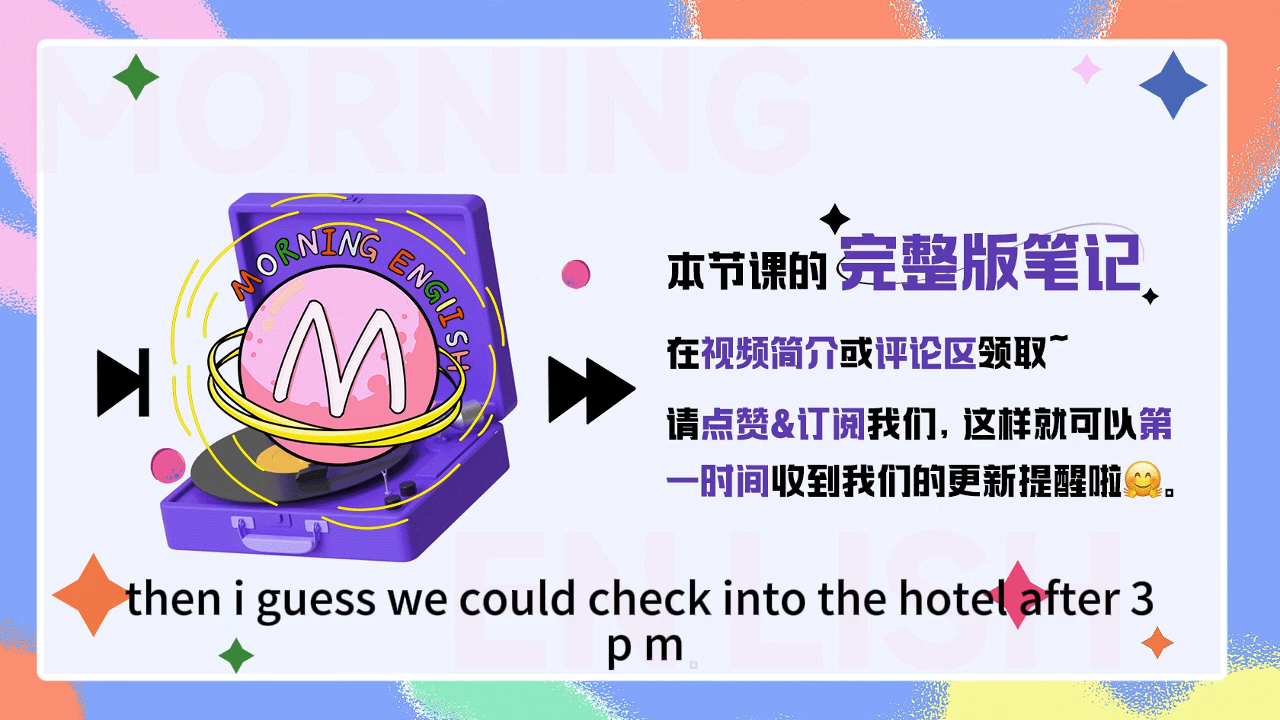 MORNING
MORNING ENGlISH
M
本节课的 完整版笔记
在视频简介或评论区领取~
请点赞&订阅我们, 这样就可以第
一时间收到我们的更新提醒啦🤗。
EN LISH
then i guess we could check into the hotel after 3
p m